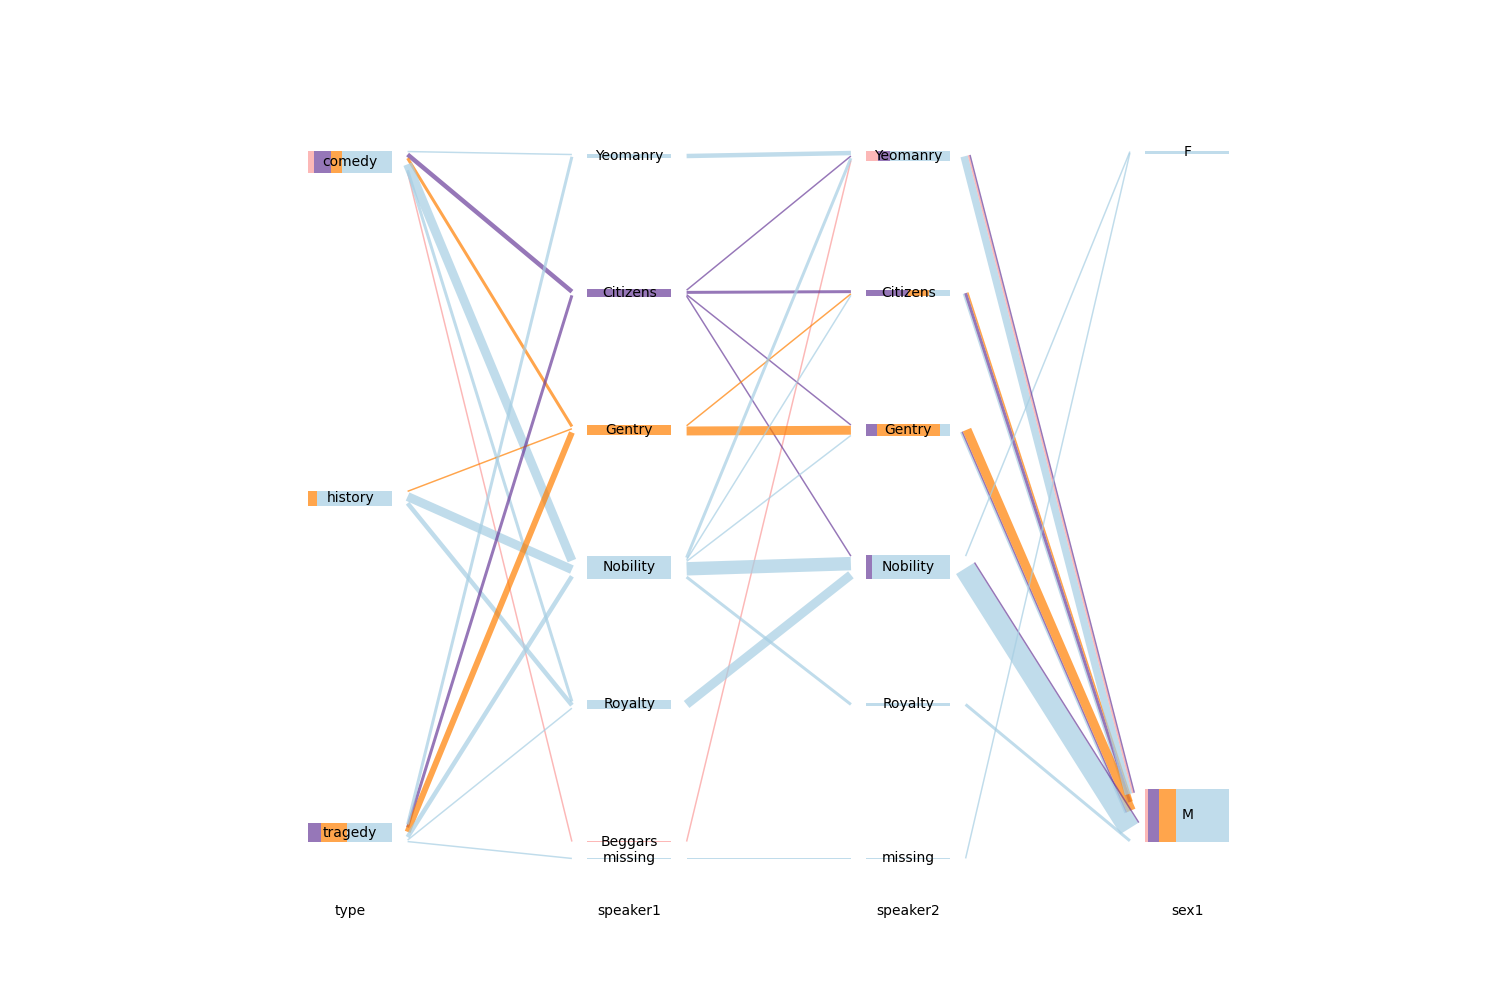 comedy
history
tragedy
type
Yeomanry
Citizens
Gentry
Nobility
Royalty
Beggars
missing
speaker1
Yeomanry
Citizens
Gentry
Nobility
Royalty
missing
speaker2
F
M
sex1